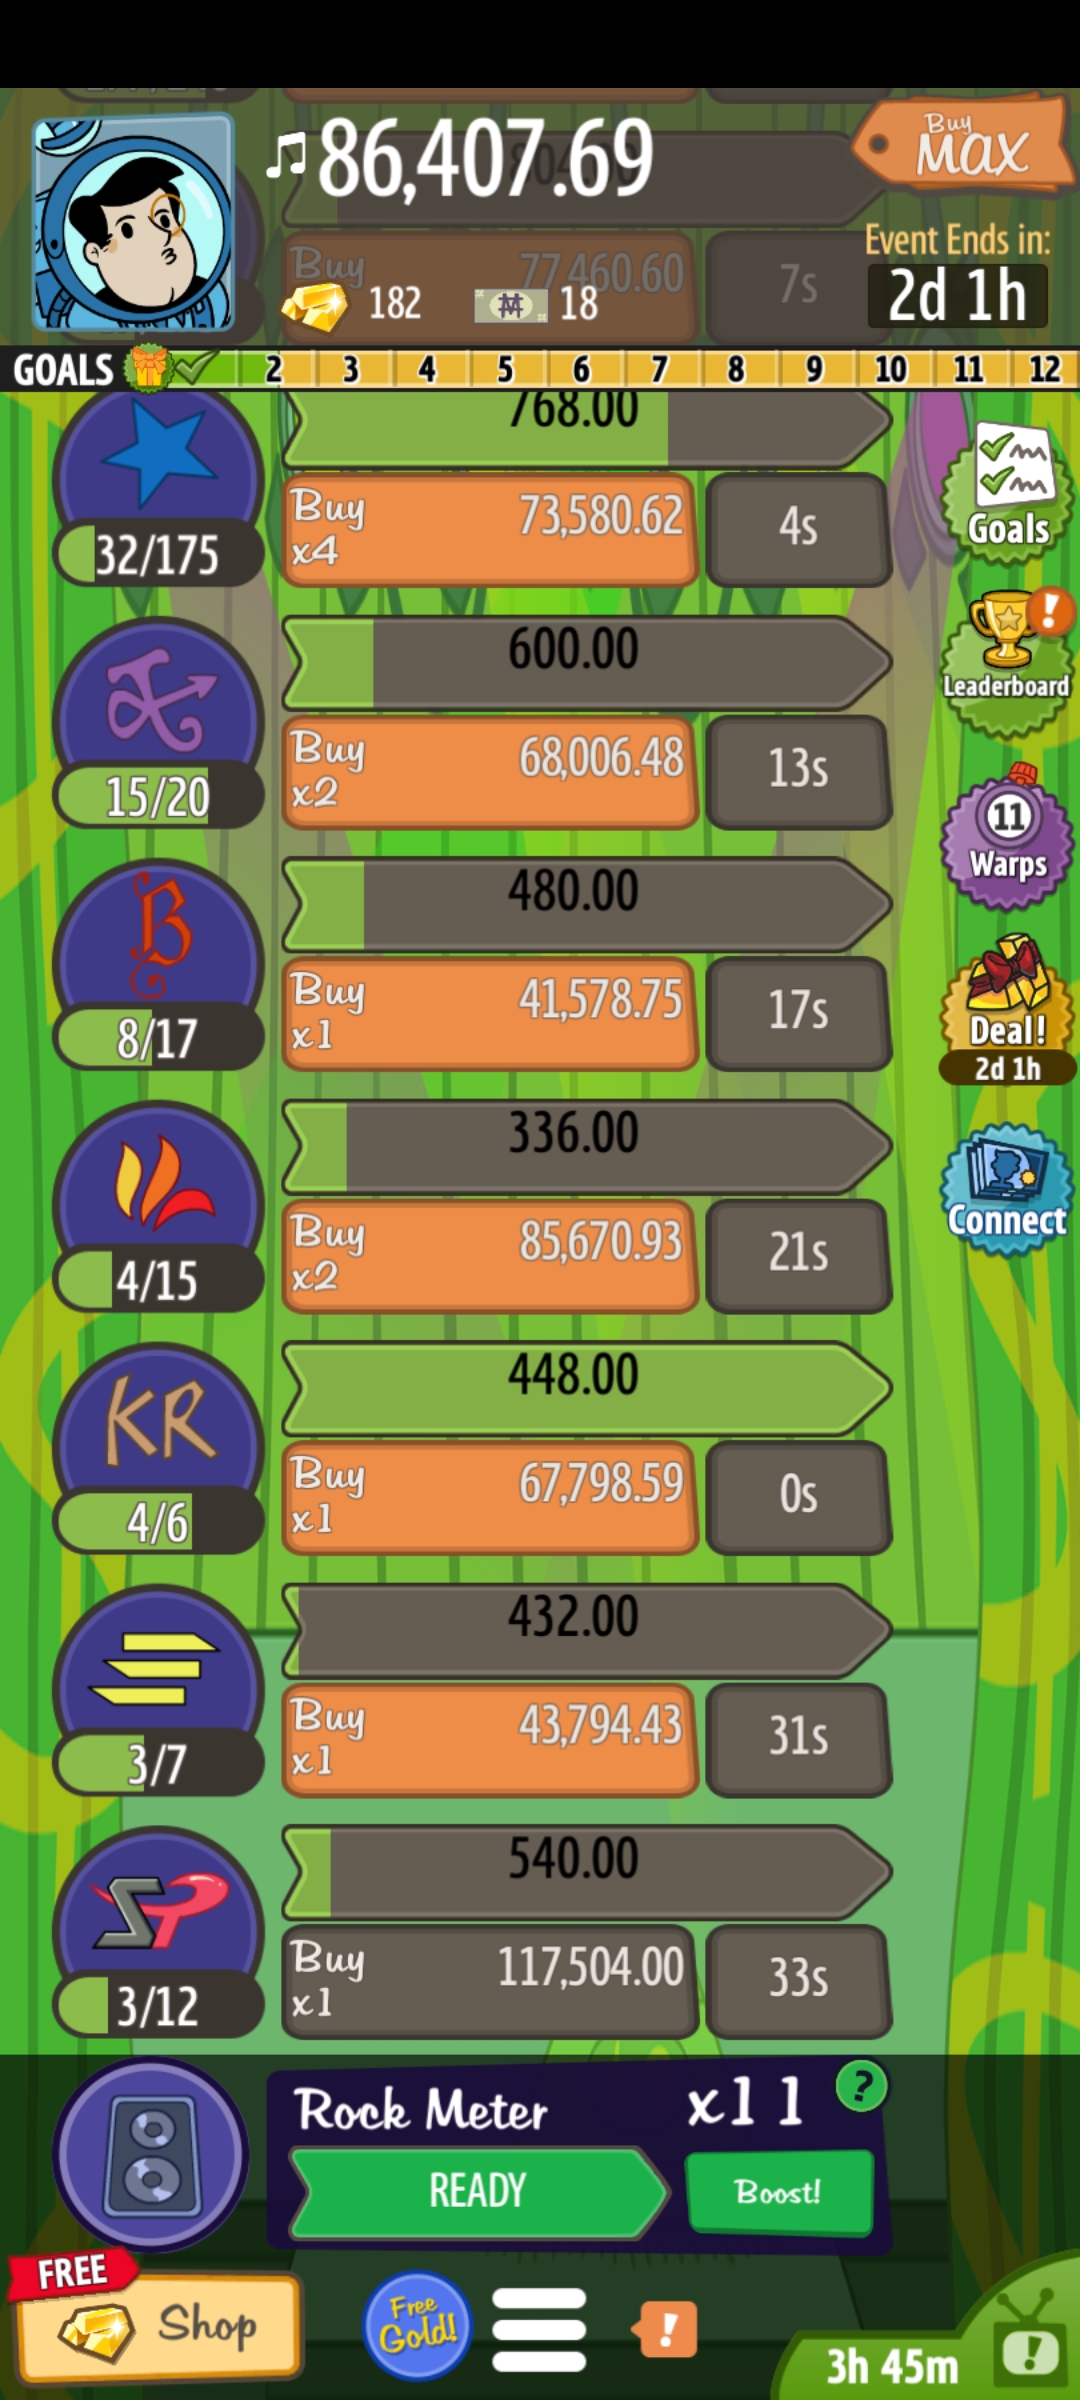 ♫86,407.69
Buy
MAX
804.
Buy 77,460.60
7s
182
18
Event Ends in:
2d 1h
GOALS 2 3 4 5 6 7 8 9 10 11 12
768.00
32/175
Buy
x4
73,580.62
4s
Goals
600.00
15/20
Buy
x2
68,006.48
13s
Leaderboard
480.00
8/17
Buy
x1
41,578.75
17s
11
Warps
Deal!
2d 1h
336.00
4/15
Buy
x2
85,670.93
21s
Connect
KR
448.00
4/6
Buy
x1
67,798.59
0s
432.00
3/7
Buy
x1
43,794.43
31s
540.00
3/12
Buy
x1
117,504.00
33s
Rock Meter x11 ?
READY
Boost!
FREE
Shop
Free
Gold!
!
3h 45m